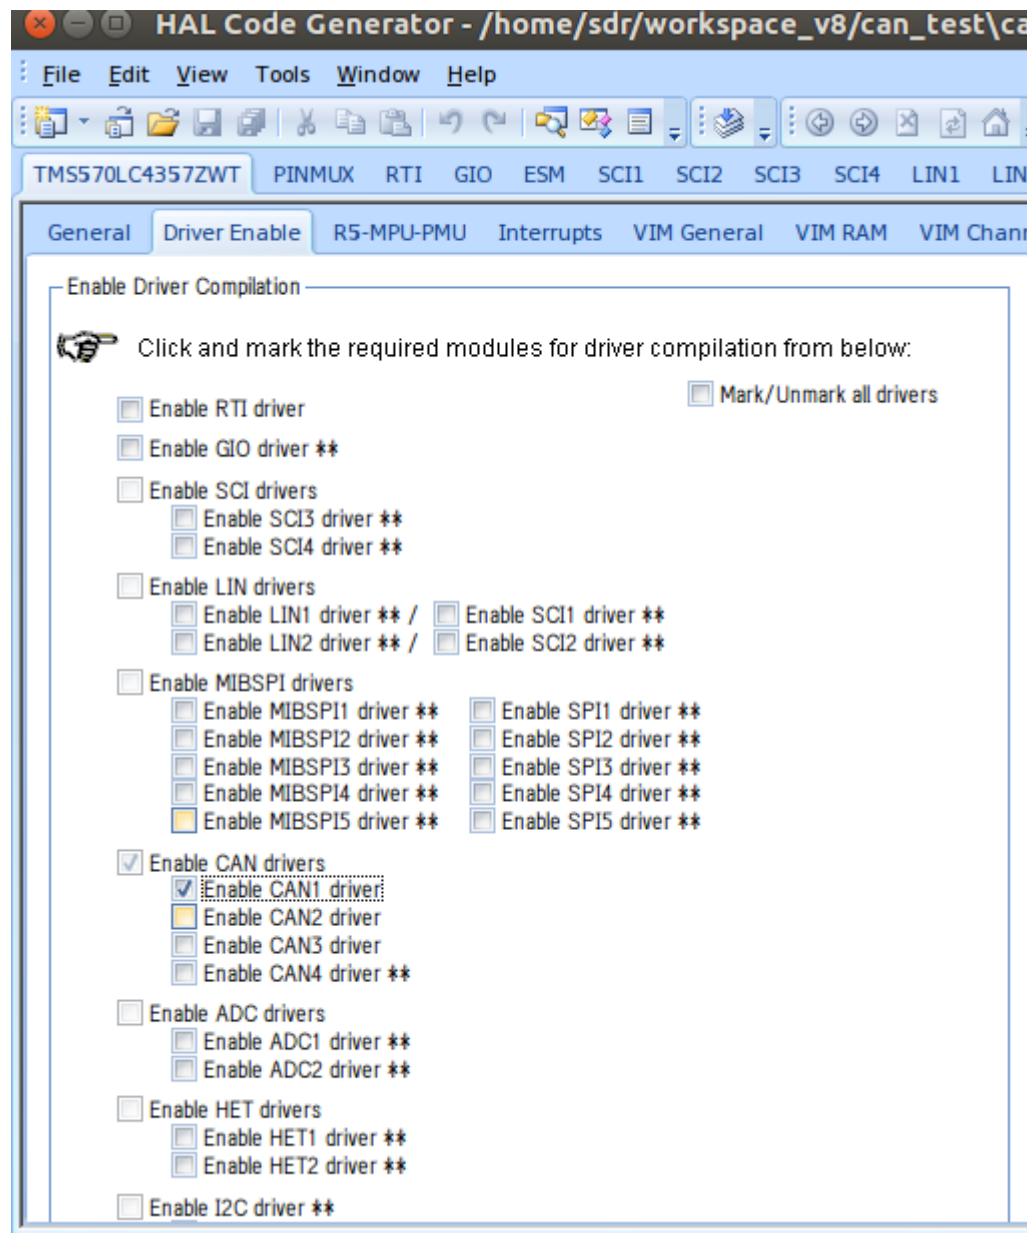 HAL Code Generator - /home/sdr/workspace_v8/can_test\ca
File Edit View Tools Window Help
TMS570LC4357ZWT PINMUX RTI GIO ESM SCI1 SCI2 SCI3 SCI4 LIN1 LIN
General Driver Enable R5-MPU-PMU Interrupts VIM General VIM RAM VIM Chann
Enable Driver Compilation
Click and mark the required modules for driver compilation from below:
Mark/Unmark all drivers
Enable RTI driver
Enable GIO driver **
Enable SCI drivers
Enable SCI3 driver **
Enable SCI4 driver **
Enable LIN drivers
Enable LIN1 driver ** / Enable SCI1 driver **
Enable LIN2 driver ** / Enable SCI2 driver **
Enable MIBSPI drivers
Enable MIBSPI1 driver ** Enable SPI1 driver **
Enable MIBSPI2 driver ** Enable SPI2 driver **
Enable MIBSPI3 driver ** Enable SPI3 driver **
Enable MIBSPI4 driver ** Enable SPI4 driver **
Enable MIBSPI5 driver ** Enable SPI5 driver **
Enable CAN drivers
Enable CAN1 driver
Enable CAN2 driver
Enable CAN3 driver
Enable CAN4 driver **
Enable ADC drivers
Enable ADC1 driver **
Enable ADC2 driver **
Enable HET drivers
Enable HET1 driver **
Enable HET2 driver **
Enable I2C driver **